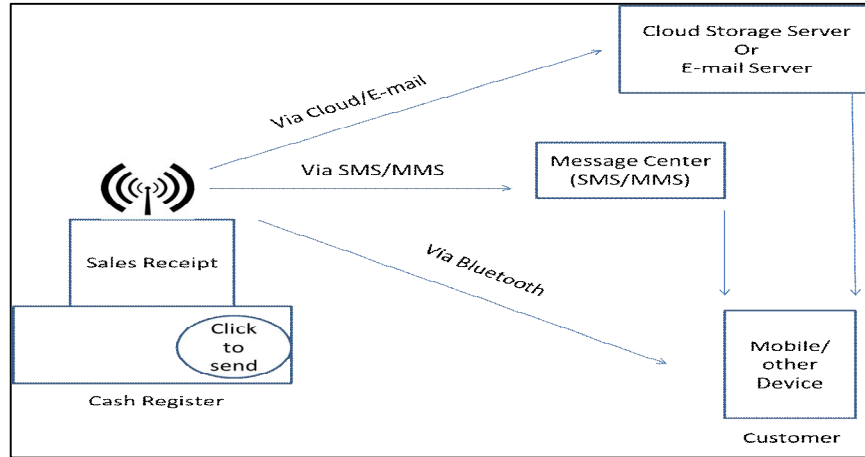 Cloud Storage Server
Or
E-mail Server
Via Cloud/E-mail
Via SMS/MMS
Message Center
(SMS/MMS)
Via Bluetooth
Sales Receipt
Click
to
send
Cash Register
Mobile/
other
Device
Customer